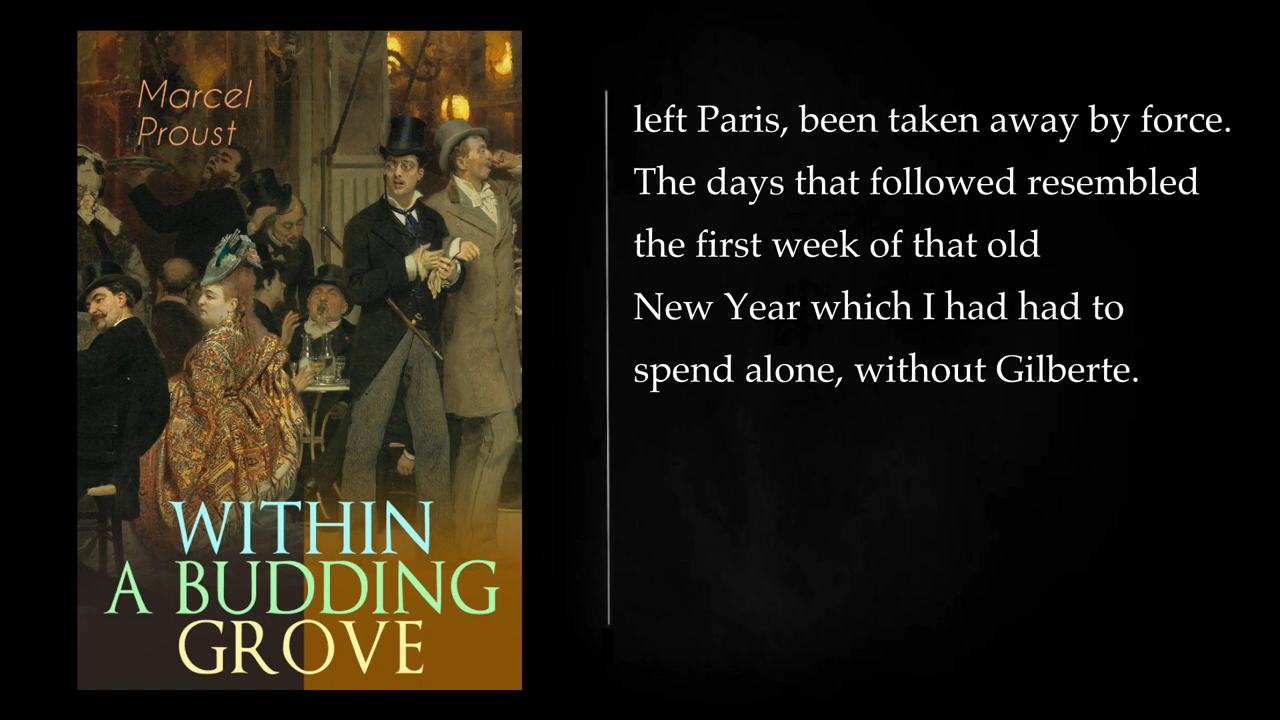 Marcel
Proust
WITHIN
A BUDDING
GROVE
left Paris, been taken away by force.
The days that followed resembled
the first week of that old
New Year which I had had to
spend alone, without Gilberte.